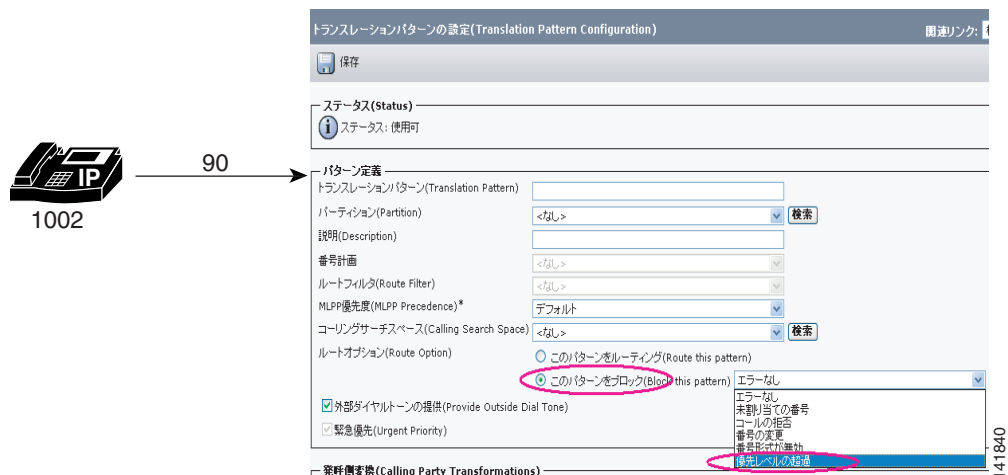 トランスレーションパターンの設定(Translation Pattern Configuration)
関連リンク:
保存
ステータス(Status)
i ステータス: 使用可
IP
90
1002
パターン定義
トランスレーションパターン(Translation Pattern)
パーティション(Partition) <なし> 検索
説明(Description)
番号計画 <なし>
ルートフィルタ(Route Filter) <なし>
MLPP優先度(MLPP Precedence)* デフォルト
コーリングサーチスペース(Calling Search Space) <なし> 検索
ルートオプション(Route Option) このパターンをルーティング(Route this pattern)
このパターンをブロック(Block this pattern) エラーなし
エラーなし
未割り当ての番号
コールの拒否
番号の変更
番号形式が無効
優先レベルの超過
外部ダイヤルトーンの提供(Provide Outside Dial Tone)
緊急優先(Urgent Priority)
発呼側変換(Calling Party Transformations)
41840